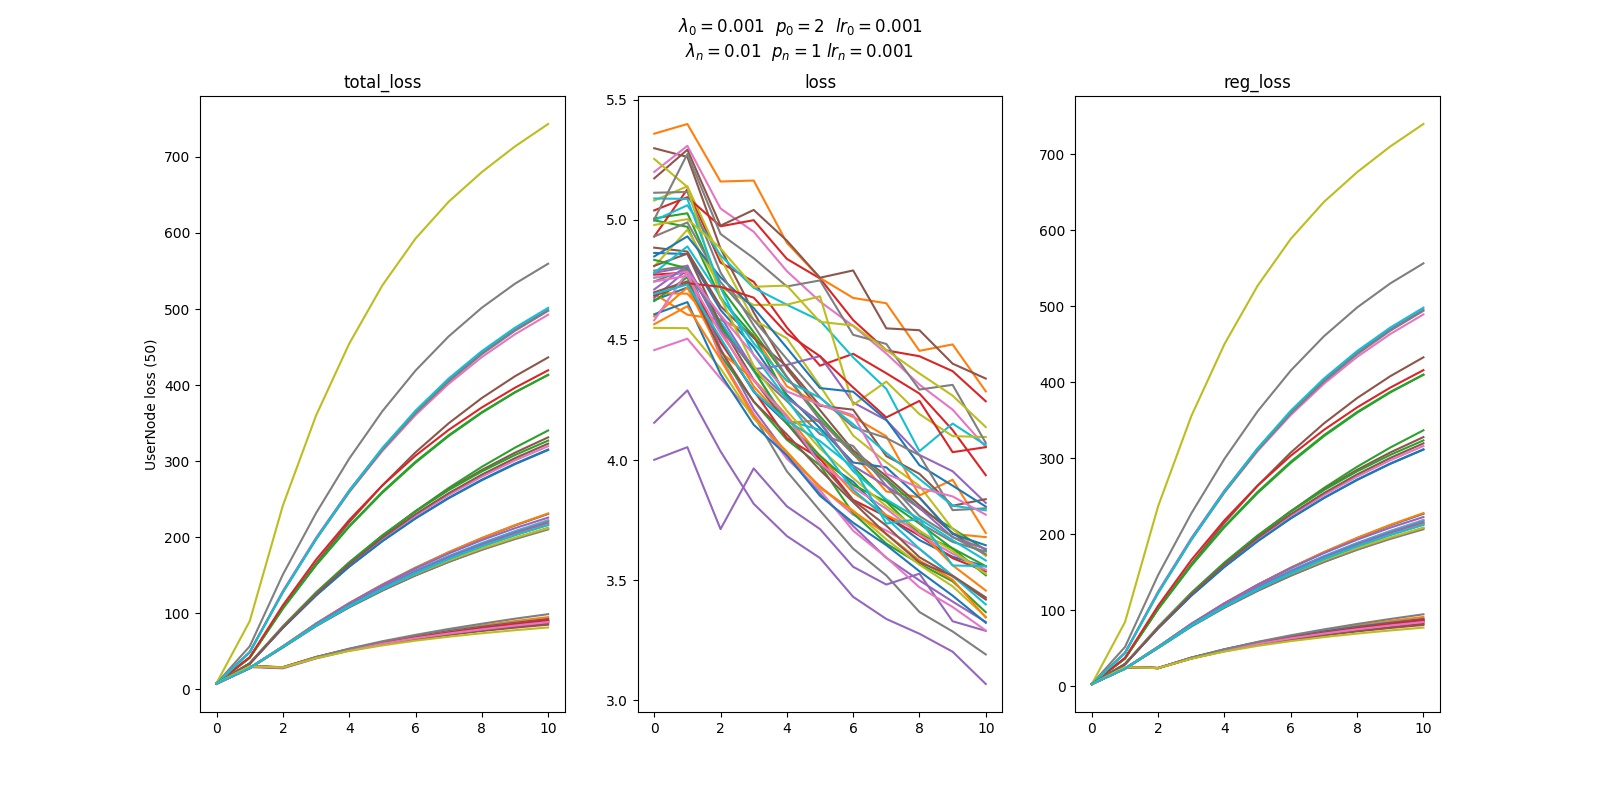 λ₀ = 0.001 p₀ = 2 lr₀ = 0.001
λₙ = 0.01 pₙ = 1 lrₙ = 0.001
total_loss
loss
reg_loss
UserNode loss (50)
700
600
500
400
300
200
100
0
0 2 4 6 8 10
5.5
5.0
4.5
4.0
3.5
3.0
0 2 4 6 8 10
700
600
500
400
300
200
100
0
0 2 4 6 8 10